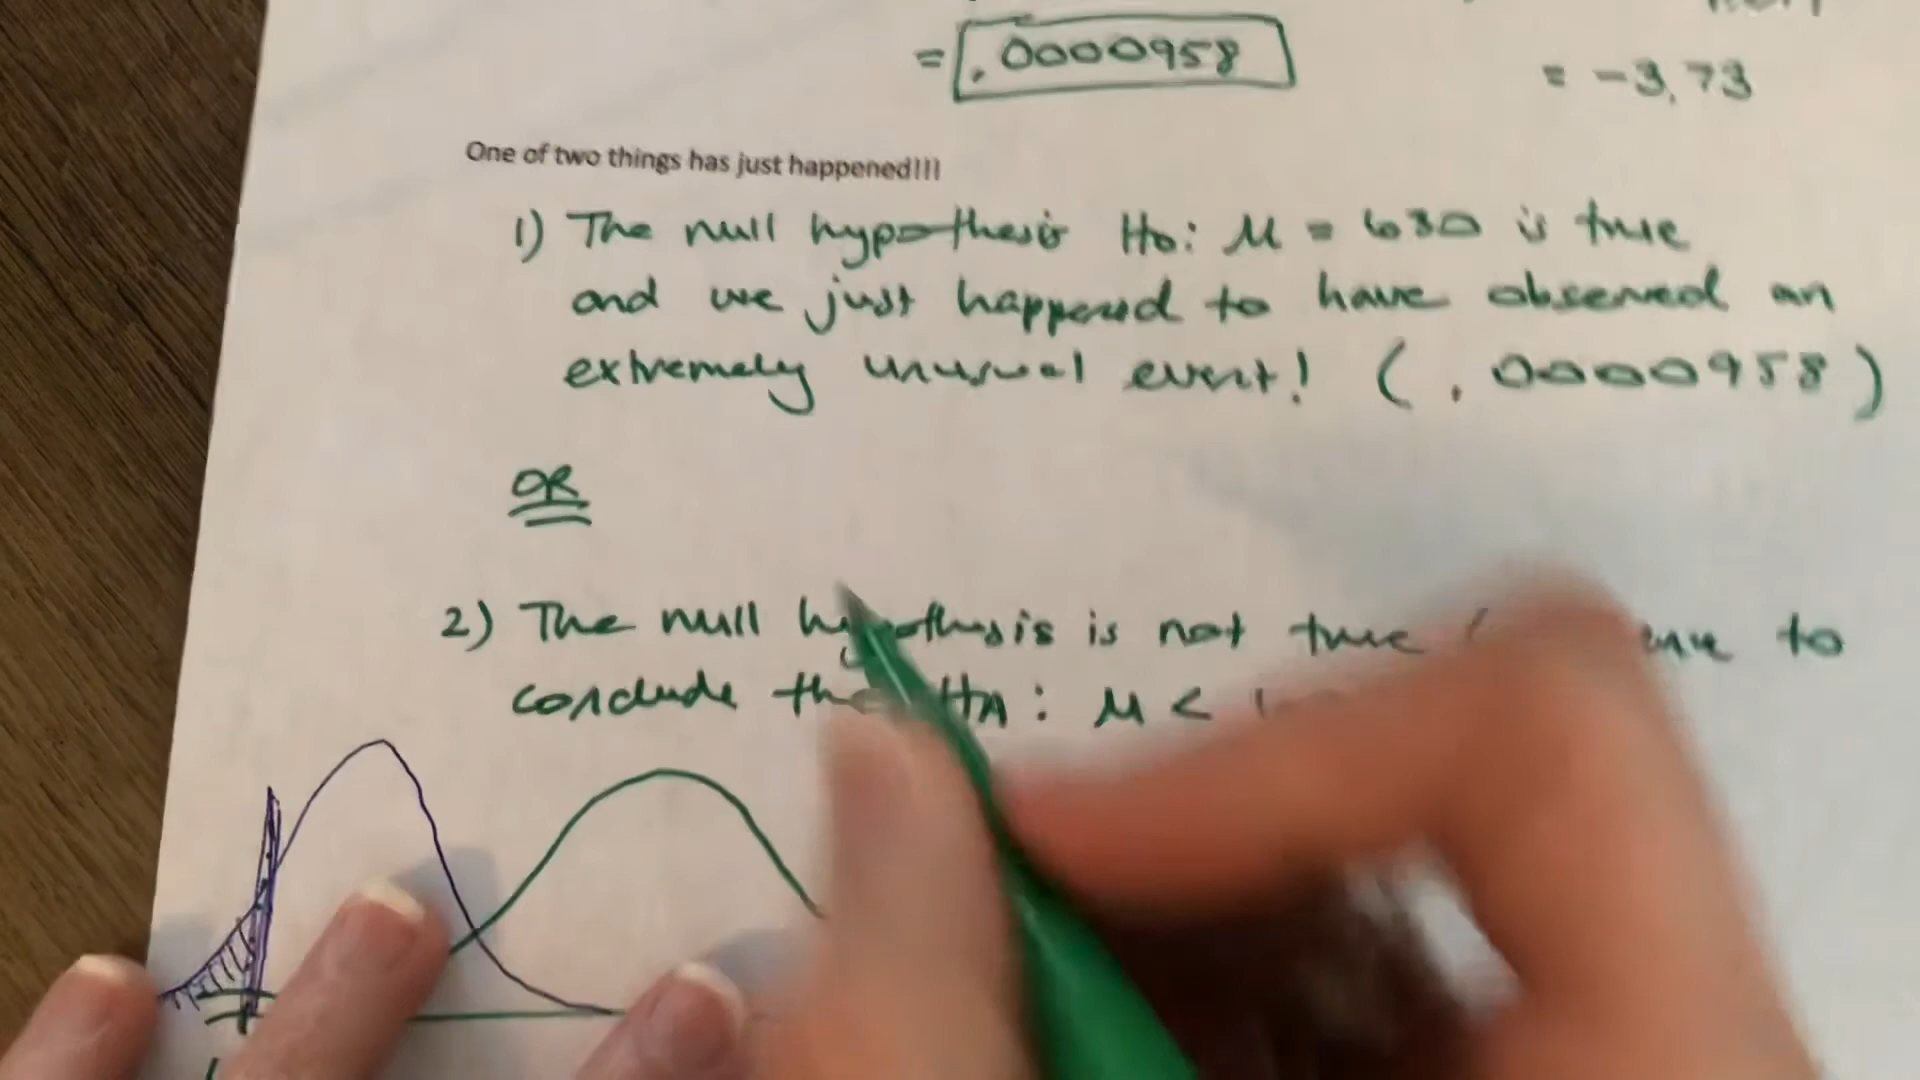 = .0000958
= -3.73
One of two things has just happened!!!
1) The null hypothesis Ho: μ = 630 is true
and we just happened to have observed an
extremely unusual event! (.0000958)
OR
2) The null hypothesis is not true to
conclude HA: μ <